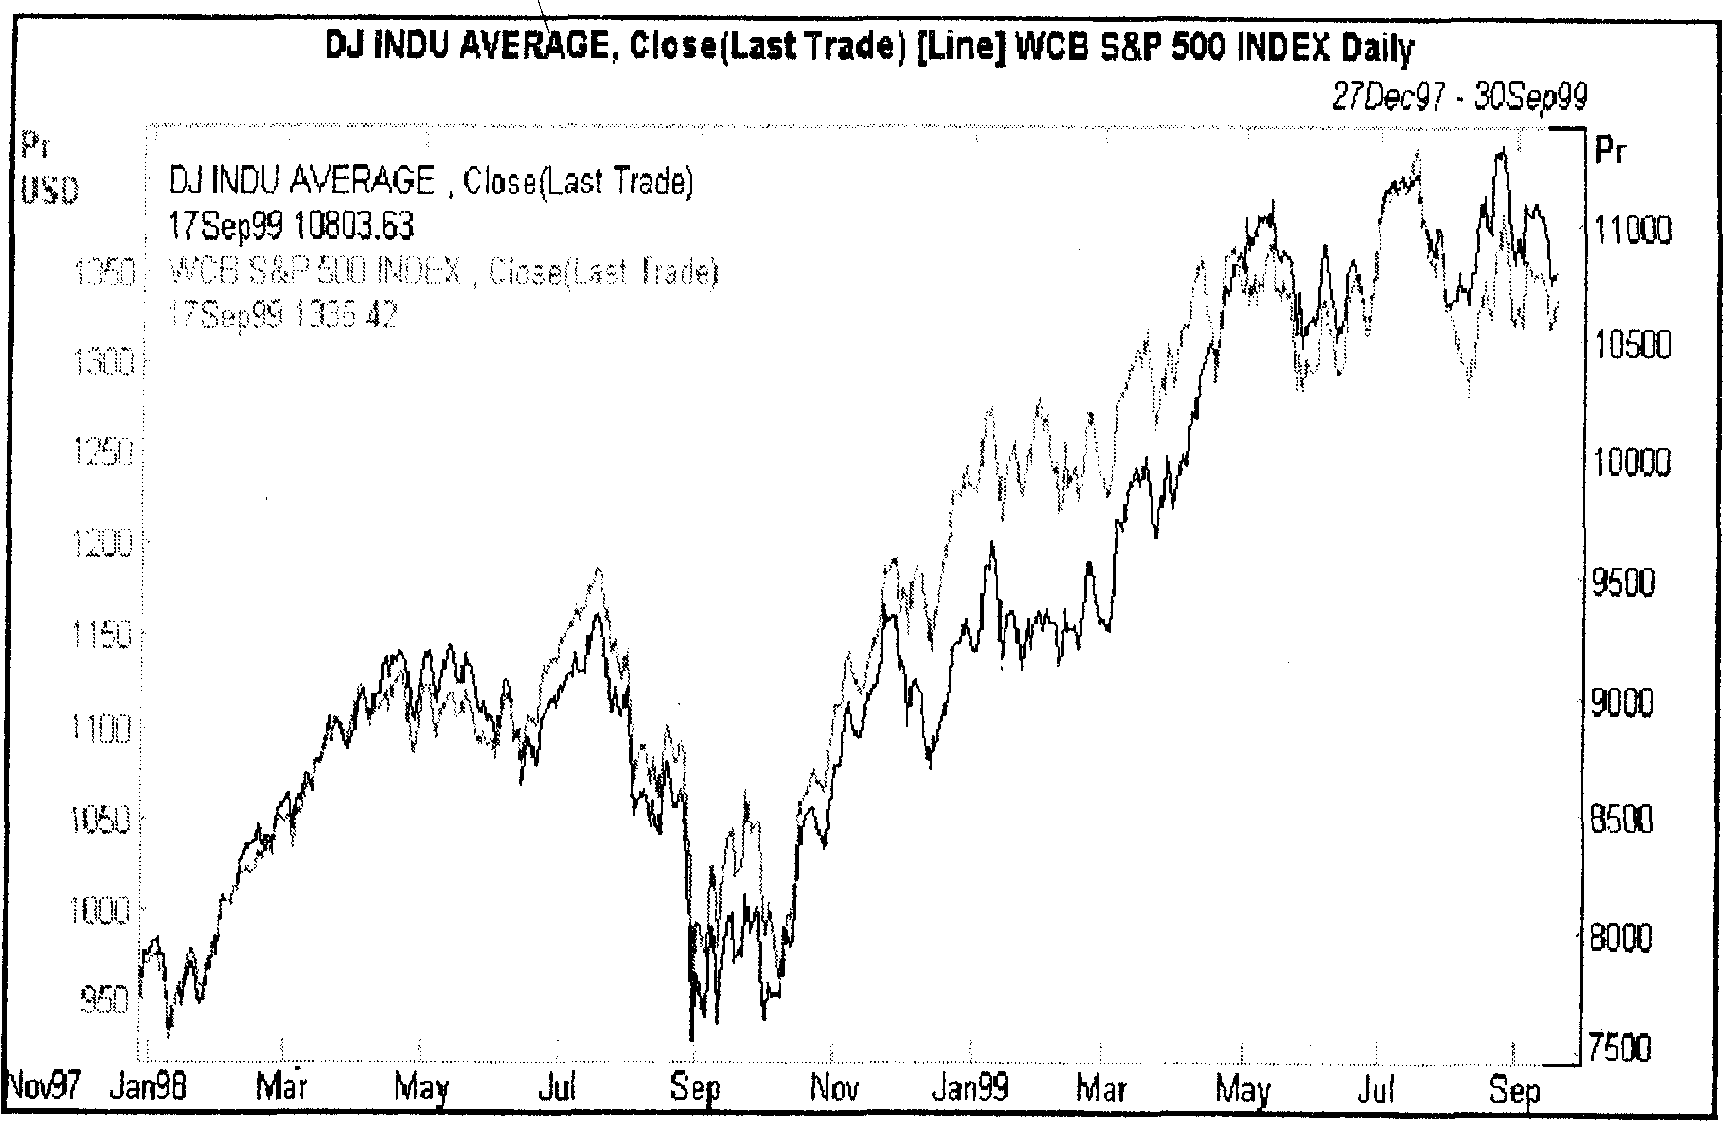 DJ INDU AVERAGE, Close(Last Trade) [Line] WCB S&P 500 INDEX Daily
27Dec97 - 30Sep99
Pr
USD
Pr
DJ INDU AVERAGE , Close(Last Trade)
17Sep99 10803.63
WCB S&P 500 INDEX , Close(Last Trade)
17Sep99 1335.42
1350
1300
1250
1200
1150
1100
1050
1000
950
11000
10500
10000
9500
9000
8500
8000
7500
Nov97 Jan98 Mar May Jul Sep Nov Jan99 Mar May Jul Sep